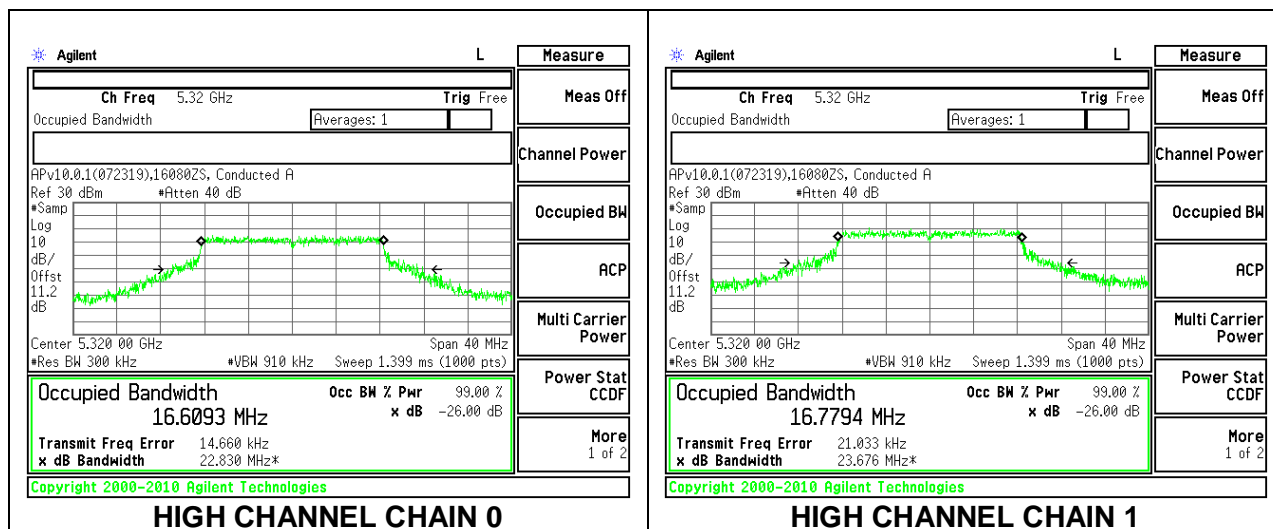 Agilent L
Measure
Ch Freq 5.32 GHz Trig Free
Occupied Bandwidth Averages: 1
APv10.0.1(072319),16080ZS, Conducted A
Ref 30 dBm #Atten 40 dB
#Samp
Log
10
dB/
Offst
11.2
dB
Center 5.320 00 GHz Span 40 MHz
#Res BW 300 kHz #VBW 910 kHz Sweep 1.399 ms (1000 pts)
Occupied Bandwidth Occ BW % Pwr 99.00 %
16.6093 MHz x dB -26.00 dB
Transmit Freq Error 14.660 kHz
x dB Bandwidth 22.830 MHz*
Copyright 2000-2010 Agilent Technologies
Meas Off
Channel Power
Occupied BW
ACP
Multi Carrier
Power
Power Stat
CCDF
More
1 of 2
HIGH CHANNEL CHAIN 0
Agilent L
Measure
Ch Freq 5.32 GHz Trig Free
Occupied Bandwidth Averages: 1
APv10.0.1(072319),16080ZS, Conducted A
Ref 30 dBm #Atten 40 dB
#Samp
Log
10
dB/
Offst
11.2
dB
Center 5.320 00 GHz Span 40 MHz
#Res BW 300 kHz #VBW 910 kHz Sweep 1.399 ms (1000 pts)
Occupied Bandwidth Occ BW % Pwr 99.00 %
16.7794 MHz x dB -26.00 dB
Transmit Freq Error 21.033 kHz
x dB Bandwidth 23.676 MHz*
Copyright 2000-2010 Agilent Technologies
Meas Off
Channel Power
Occupied BW
ACP
Multi Carrier
Power
Power Stat
CCDF
More
1 of 2
HIGH CHANNEL CHAIN 1